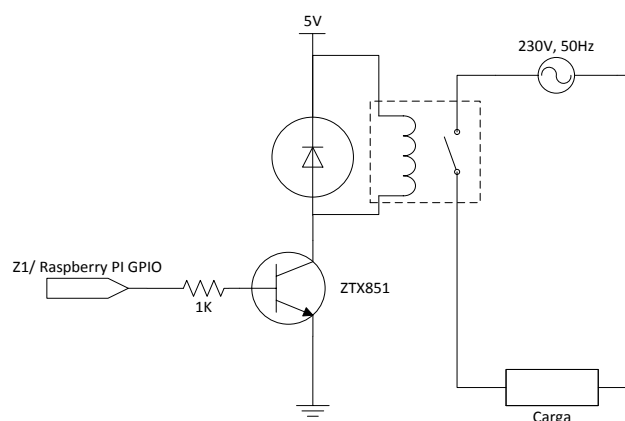 5V
230V, 50Hz
Z1/ Raspberry PI GPIO
1K
ZTX851
Carga